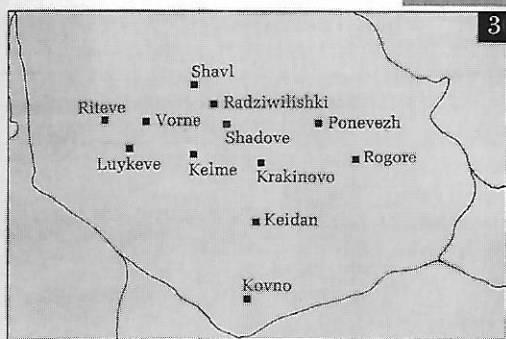 3
Shavl
Radziwilishki
Riteve
Vorne
Shadove
Ponevezh
Luykeve
Kelme
Krakinovo
Rogore
Keidan
Kovno